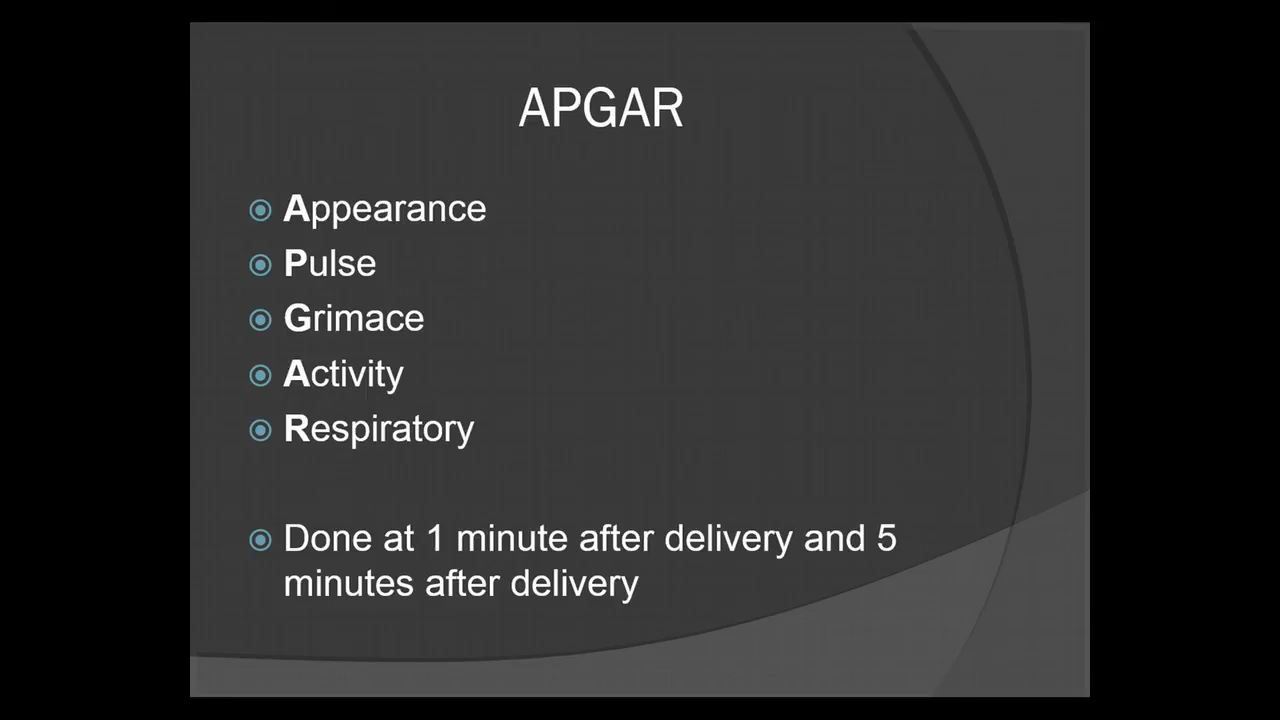 APGAR
Appearance
Pulse
Grimace
Activity
Respiratory
Done at 1 minute after delivery and 5
minutes after delivery